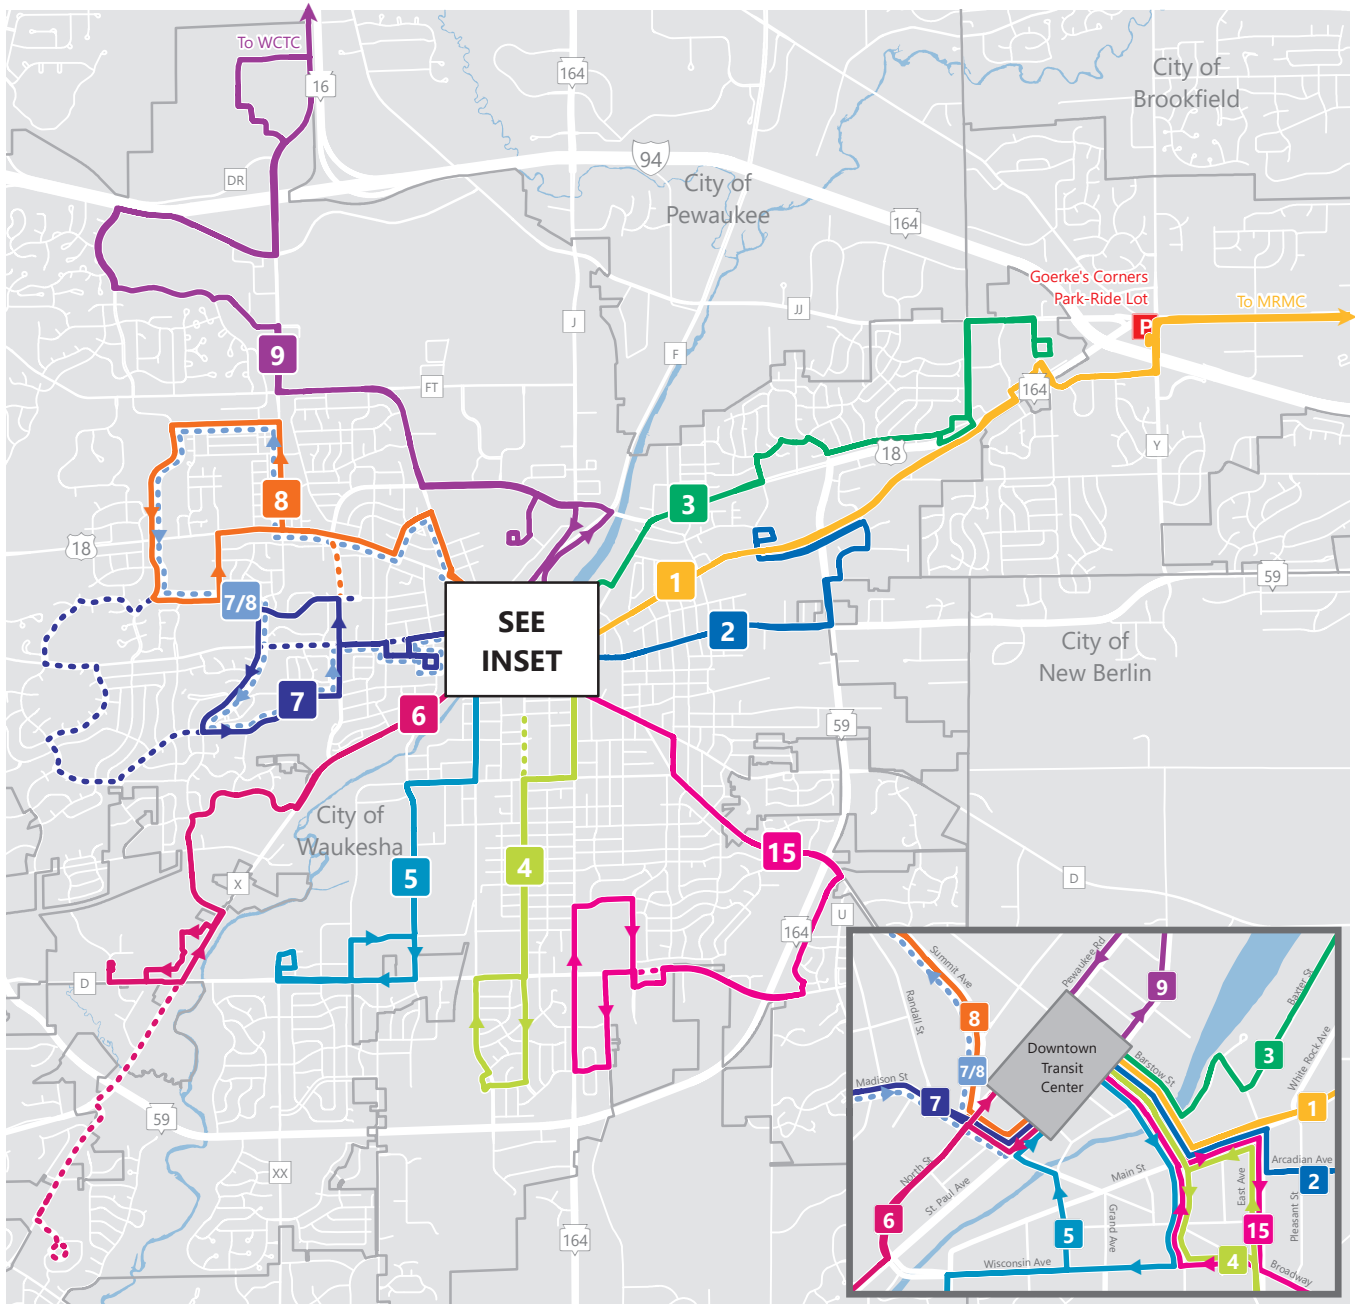 To WCTC
16
164
City of
Brookfield
94
DR
City of
Pewaukee
164
Goerke's Corners
Park-Ride Lot
P
To MRMC
JJ
J
F
9
FT
164
Y
18
8
3
18
7/8
1
59
SEE
INSET
2
City of
New Berlin
7
6
59
City of
Waukesha
15
4
5
D
X
U
164
D
59
XX
164
Summit Ave
Pewaukee Rd
9
Randall St
8
Baxter St
Downtown
Transit
Center
Barstow St
3
White Rock Ave
7/8
Madison St
7
1
Arcadian Ave
2
North St
St. Paul Ave
Main St
East Ave
Pleasant St
6
Grand Ave
5
15
4
Wisconsin Ave
Broadway